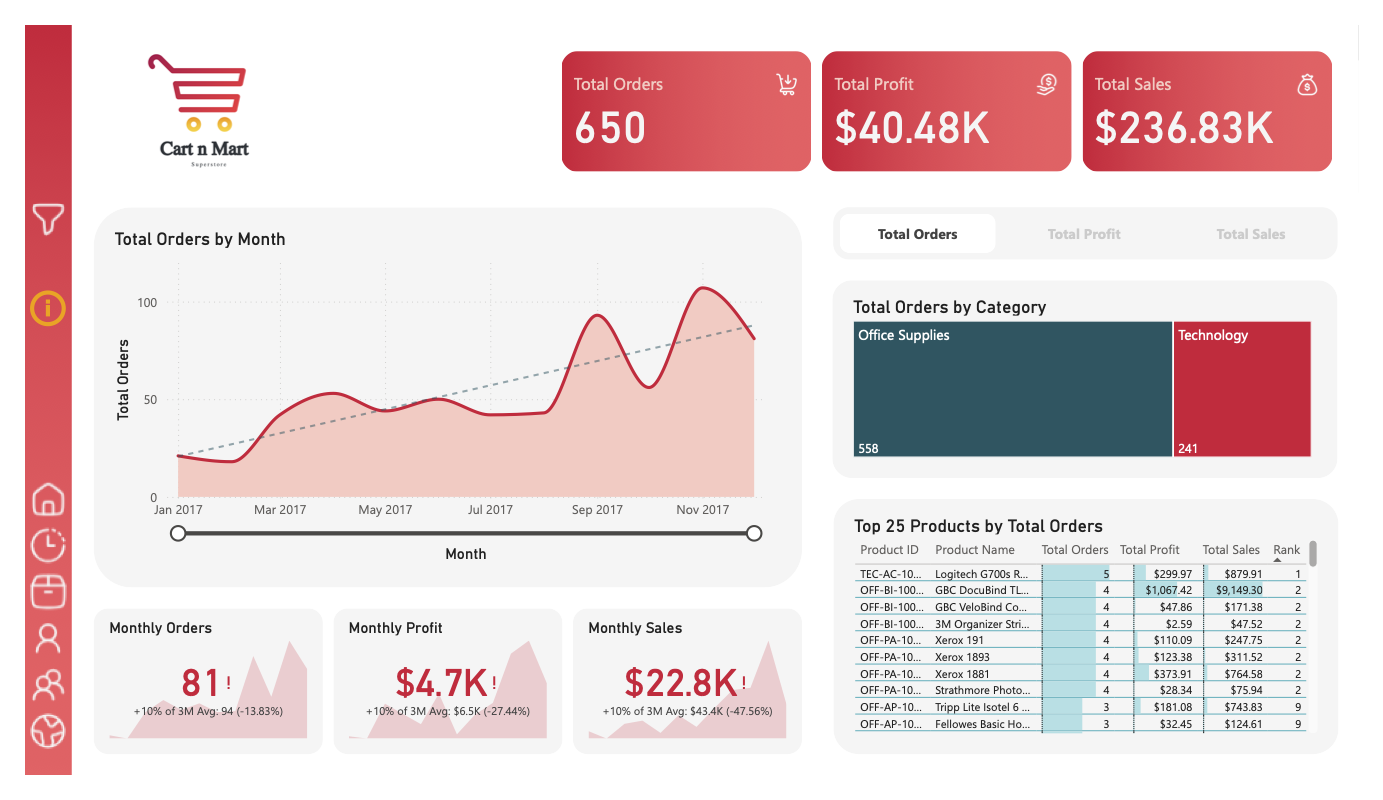 Cart n Mart
Superstore
Total Orders
650
Total Profit
$40.48K
Total Sales
$236.83K
Total Orders by Month
Total Orders
100
50
0
Jan 2017 Mar 2017 May 2017 Jul 2017 Sep 2017 Nov 2017
Month
Monthly Orders
81!
+10% of 3M Avg: 94 (-13.83%)
Monthly Profit
$4.7K!
+10% of 3M Avg: $6.5K (-27.44%)
Monthly Sales
$22.8K!
+10% of 3M Avg: $43.4K (-47.56%)
Total Orders Total Profit Total Sales
Total Orders by Category
Office Supplies
558
Technology
241
Top 25 Products by Total Orders
Product ID Product Name Total Orders Total Profit Total Sales Rank
TEC-AC-10... Logitech G700s R... 5 $299.97 $879.91 1
OFF-BI-100... GBC DocuBind TL... 4 $1,067.42 $9,149.30 2
OFF-BI-100... GBC VeloBind Co... 4 $47.86 $171.38 2
OFF-BI-100... 3M Organizer Stri... 4 $2.59 $47.52 2
OFF-PA-10... Xerox 191 4 $110.09 $247.75 2
OFF-PA-10... Xerox 1893 4 $123.38 $311.52 2
OFF-PA-10... Xerox 1881 4 $373.91 $764.58 2
OFF-PA-10... Strathmore Photo... 4 $28.34 $75.94 2
OFF-AP-10... Tripp Lite Isotel 6 ... 3 $181.08 $743.83 9
OFF-AP-10... Fellowes Basic Ho... 3 $32.45 $124.61 9